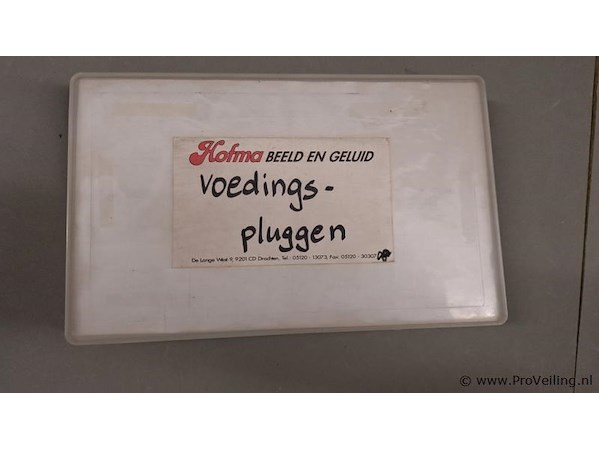 Hofma BEELD EN GELUID
Voedings-
pluggen
De Lange West 9, 9201 CD Drachten, Tel.: 05120 - 13073, Fax: 05120 - 30307
© www.ProVeiling.nl